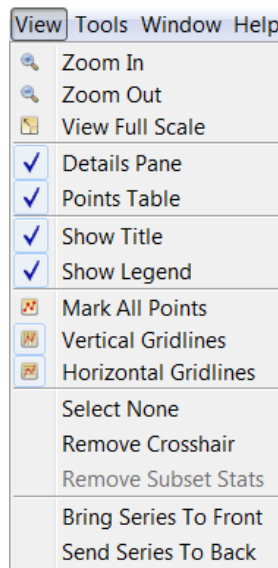 View Tools Window Help
Zoom In
Zoom Out
View Full Scale
Details Pane
Points Table
Show Title
Show Legend
Mark All Points
Vertical Gridlines
Horizontal Gridlines
Select None
Remove Crosshair
Remove Subset Stats
Bring Series To Front
Send Series To Back